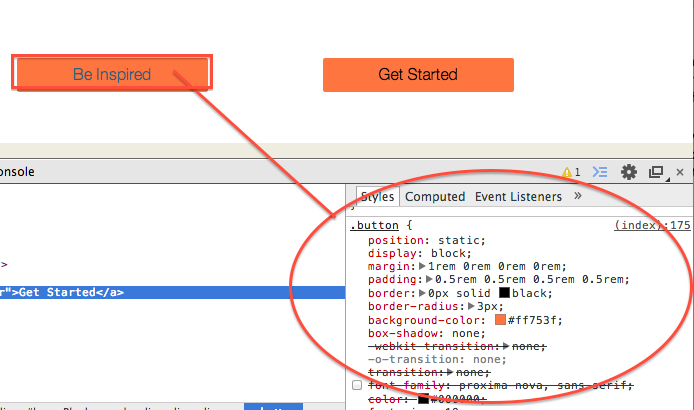 Be Inspired
Get Started
onsole
1
Styles Computed Event Listeners »
.button { (index):175
position: static;
display: block;
margin: 1rem 0rem 0rem 0rem;
padding: 0.5rem 0.5rem 0.5rem 0.5rem;
border: 0px solid black;
border-radius: 3px;
background-color: #ff753f;
box-shadow: none;
-webkit-transition: none;
-o-transition: none;
transition: none;
font-family: proxima-nova, sans-serif;
color: #000000;
>
r">Get Started</a>